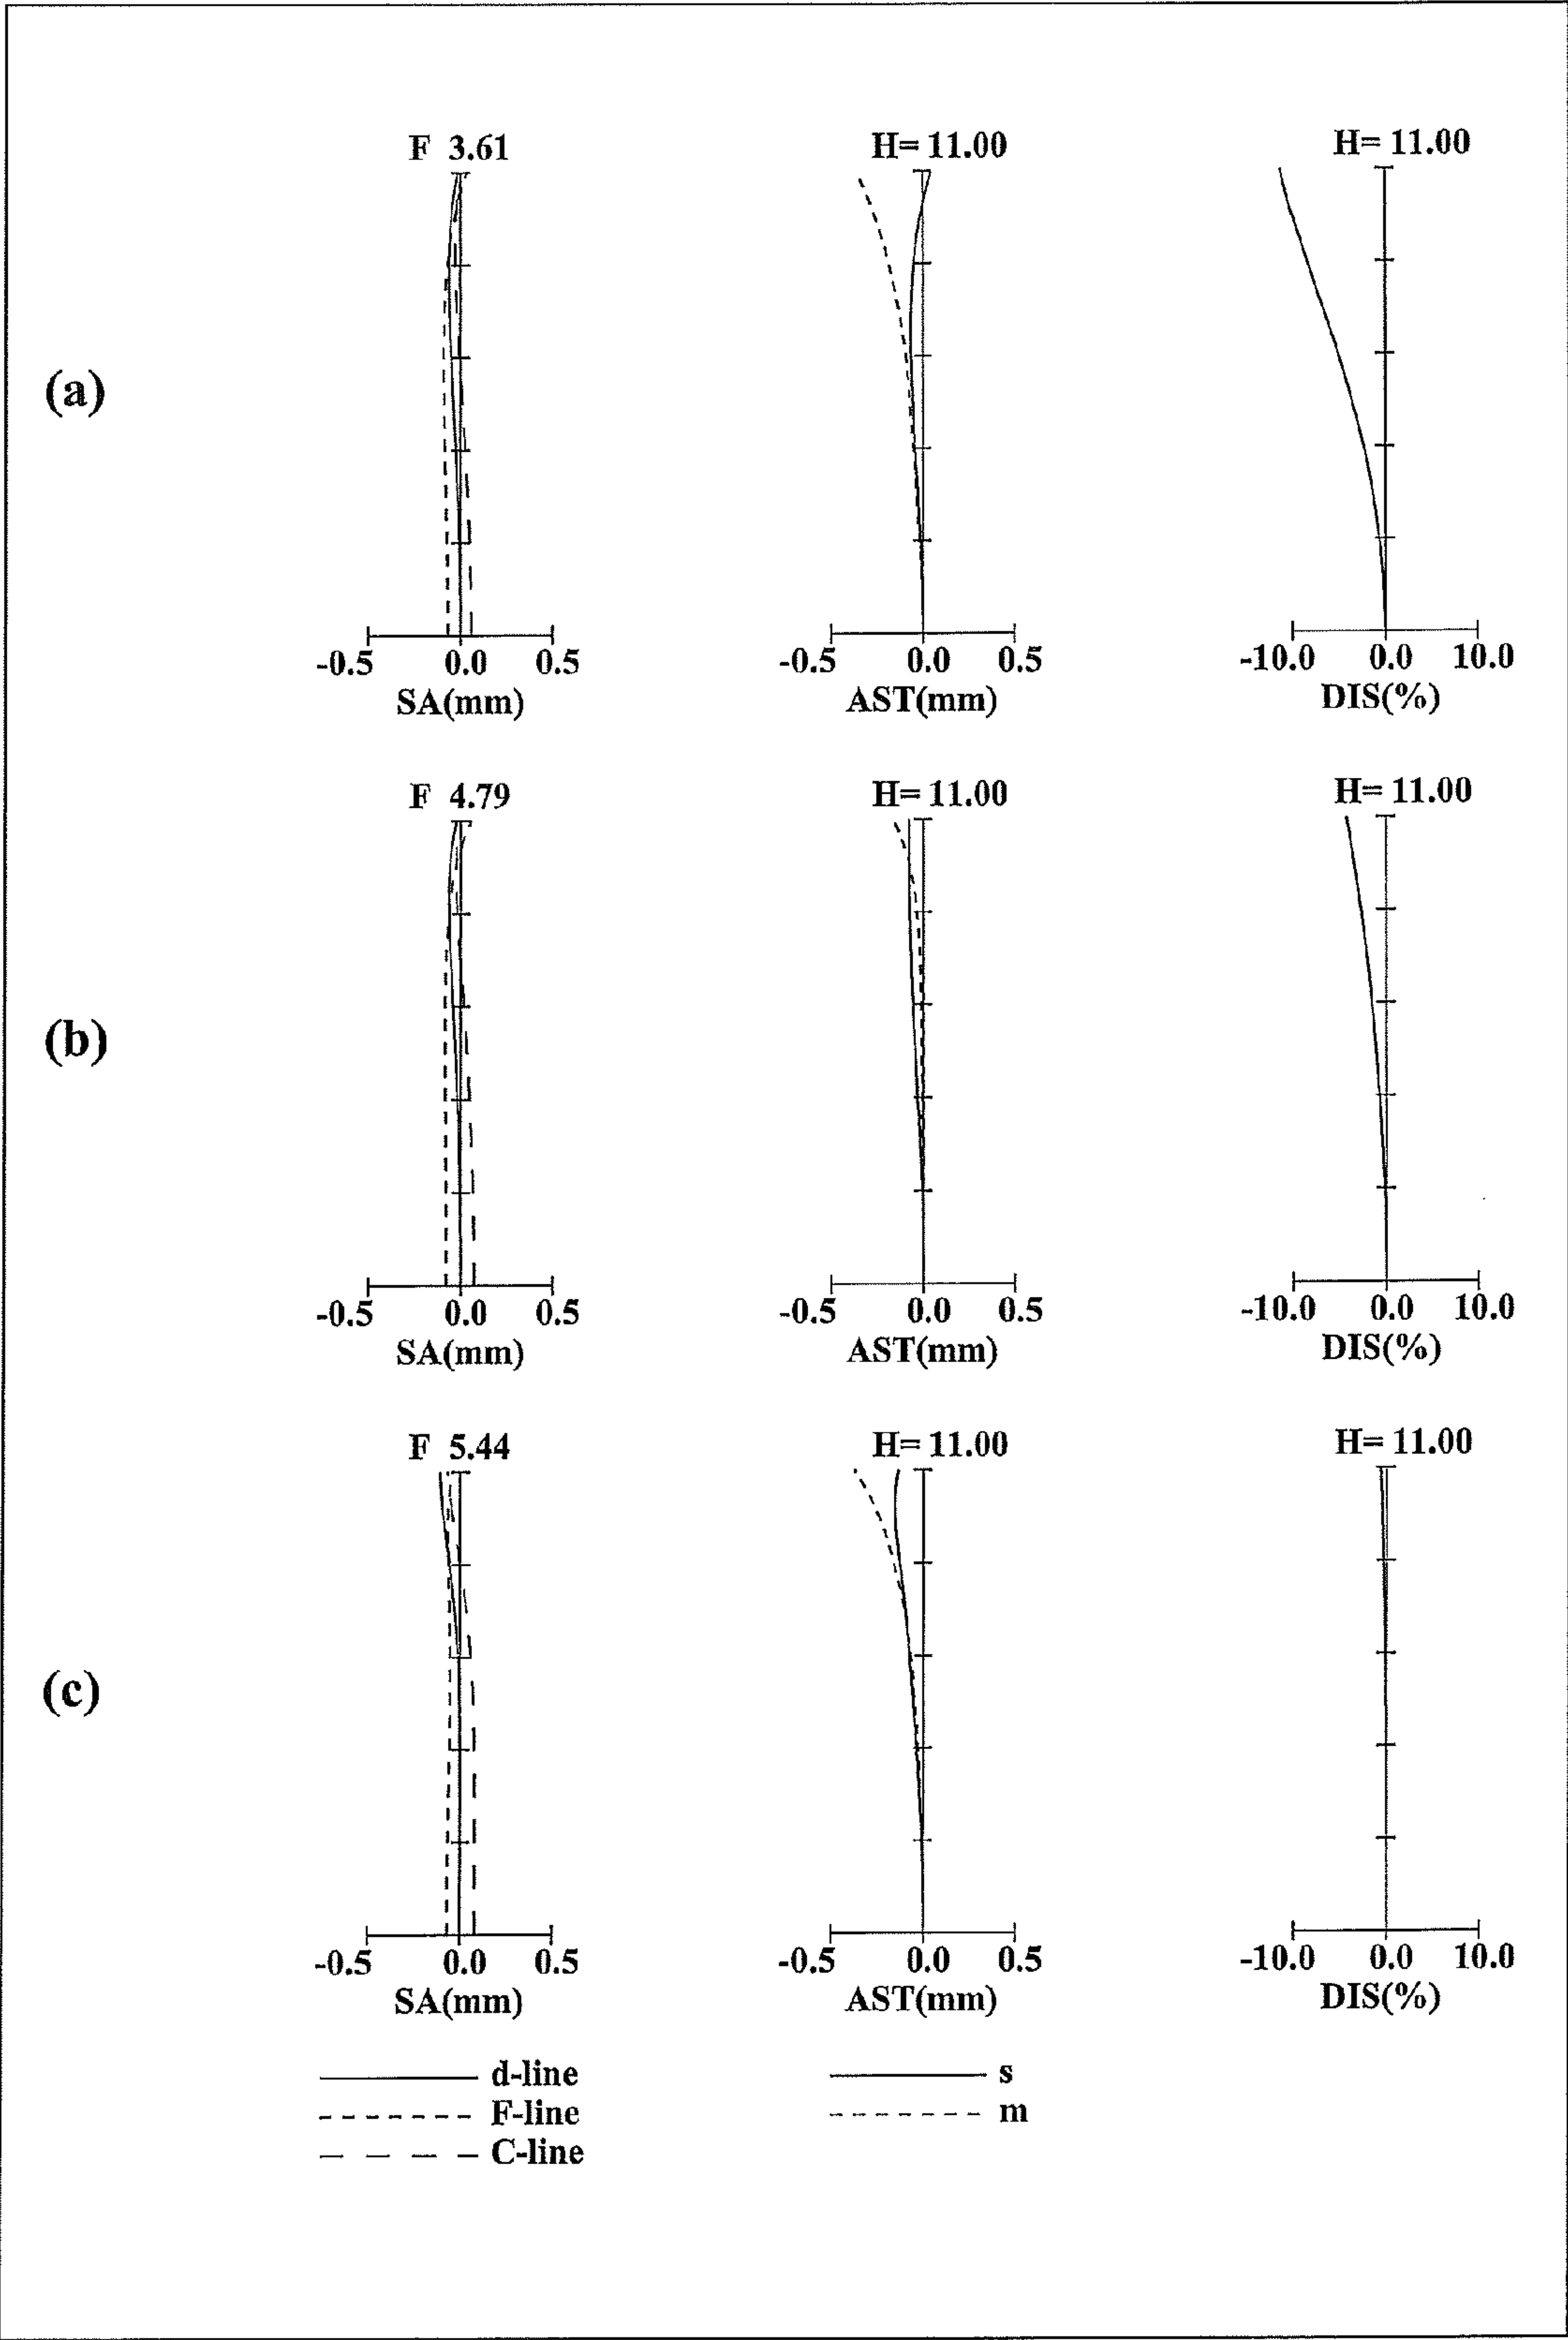 F 3.61
H= 11.00
H= 11.00
(a)
-0.5 0.0 0.5
SA(mm)
-0.5 0.0 0.5
AST(mm)
-10.0 0.0 10.0
DIS(%)
F 4.79
H= 11.00
H= 11.00
(b)
-0.5 0.0 0.5
SA(mm)
-0.5 0.0 0.5
AST(mm)
-10.0 0.0 10.0
DIS(%)
F 5.44
H= 11.00
H= 11.00
(c)
-0.5 0.0 0.5
SA(mm)
-0.5 0.0 0.5
AST(mm)
-10.0 0.0 10.0
DIS(%)
d-line
F-line
C-line
s
m